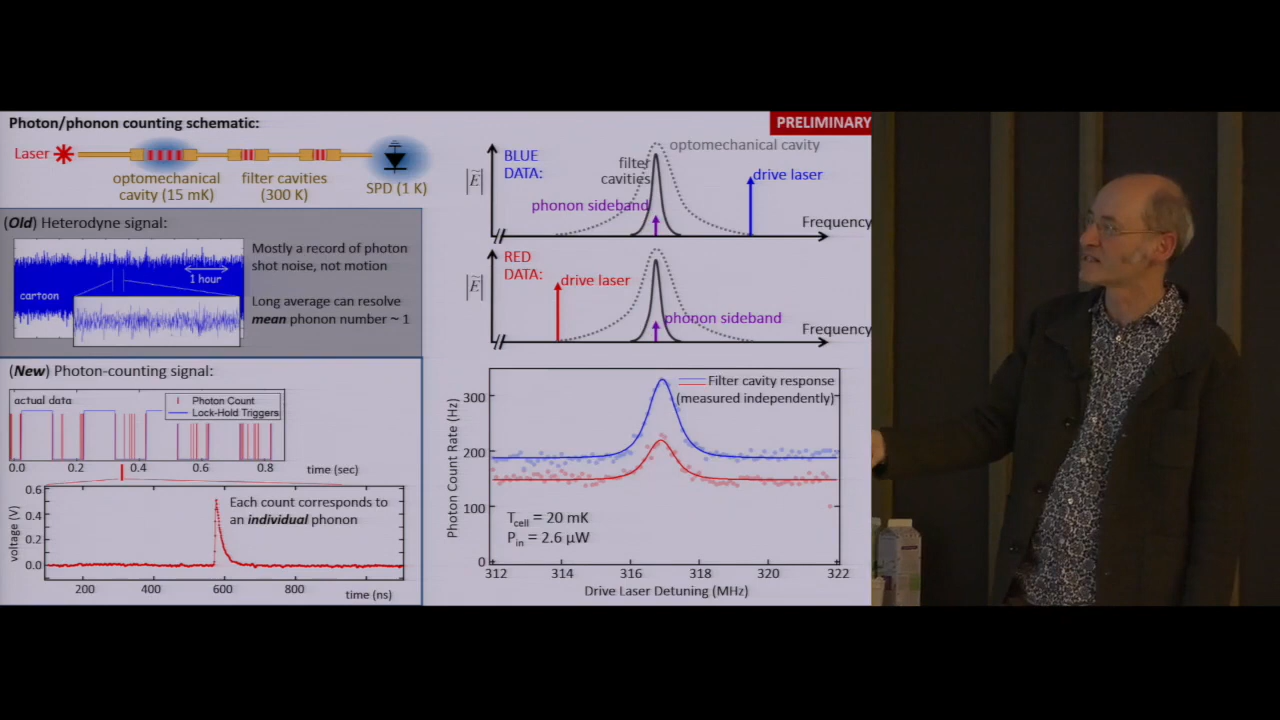 Photon/phonon counting schematic:
Laser
optomechanical
cavity (15 mK)
filter cavities
(300 K)
SPD (1 K)
(Old) Heterodyne signal:
cartoon
1 hour
Mostly a record of photon
shot noise, not motion
Long average can resolve
mean phonon number ~ 1
(New) Photon-counting signal:
actual data
Photon Count
Lock-Hold Triggers
0.0 0.2 0.4 0.6 0.8 time (sec)
voltage (V)
0.6
0.4
0.2
0.0
Each count corresponds to
an individual phonon
200 400 600 800 time (ns)
PRELIMINARY
BLUE
DATA:
|Ẽ|
filter
cavities
optomechanical cavity
phonon sideband
drive laser
Frequency
RED
DATA:
|Ẽ|
drive laser
phonon sideband
Frequency
Photon Count Rate (Hz)
300
200
100
0
Filter cavity response
(measured independently)
Tcell = 20 mK
Pin = 2.6 µW
312 314 316 318 320 322
Drive Laser Detuning (MHz)